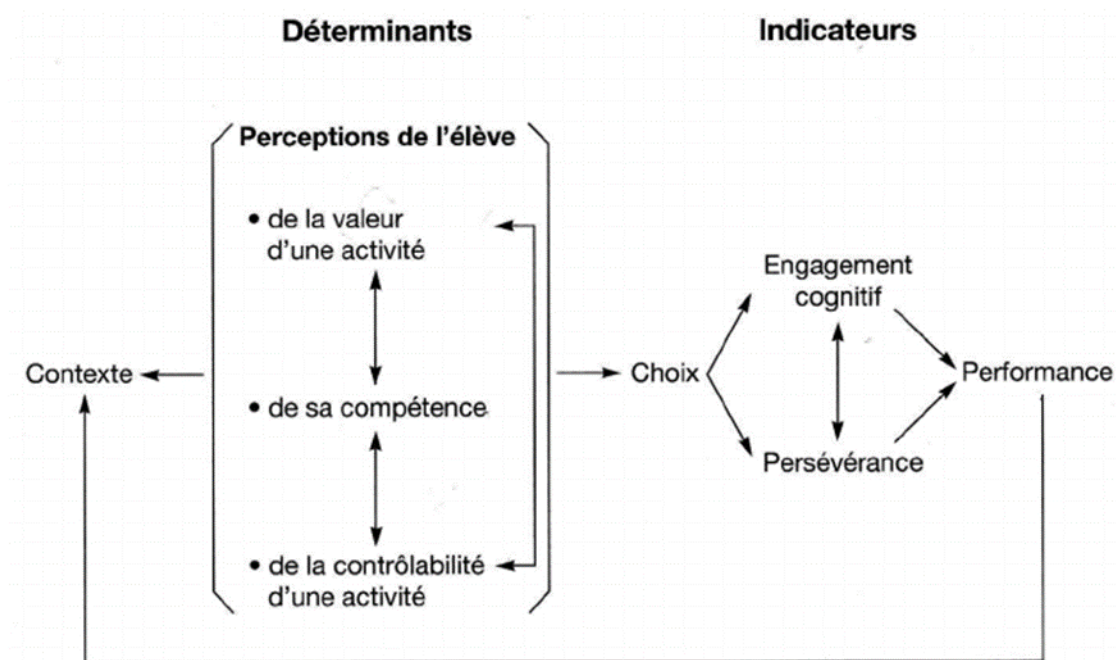 Déterminants
Indicateurs
Perceptions de l'élève
• de la valeur
d'une activité
Engagement
cognitif
Contexte
Choix
Performance
• de sa compétence
Persévérance
• de la contrôlabilité
d'une activité